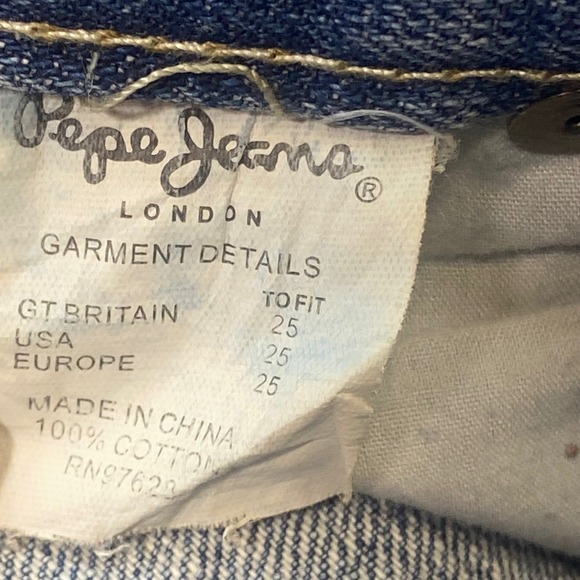 Pepe Jeans®
LONDON
GARMENT DETAILS
TO FIT
GT BRITAIN 25
USA 25
EUROPE 25
MADE IN CHINA
100% COTTON
RN97623